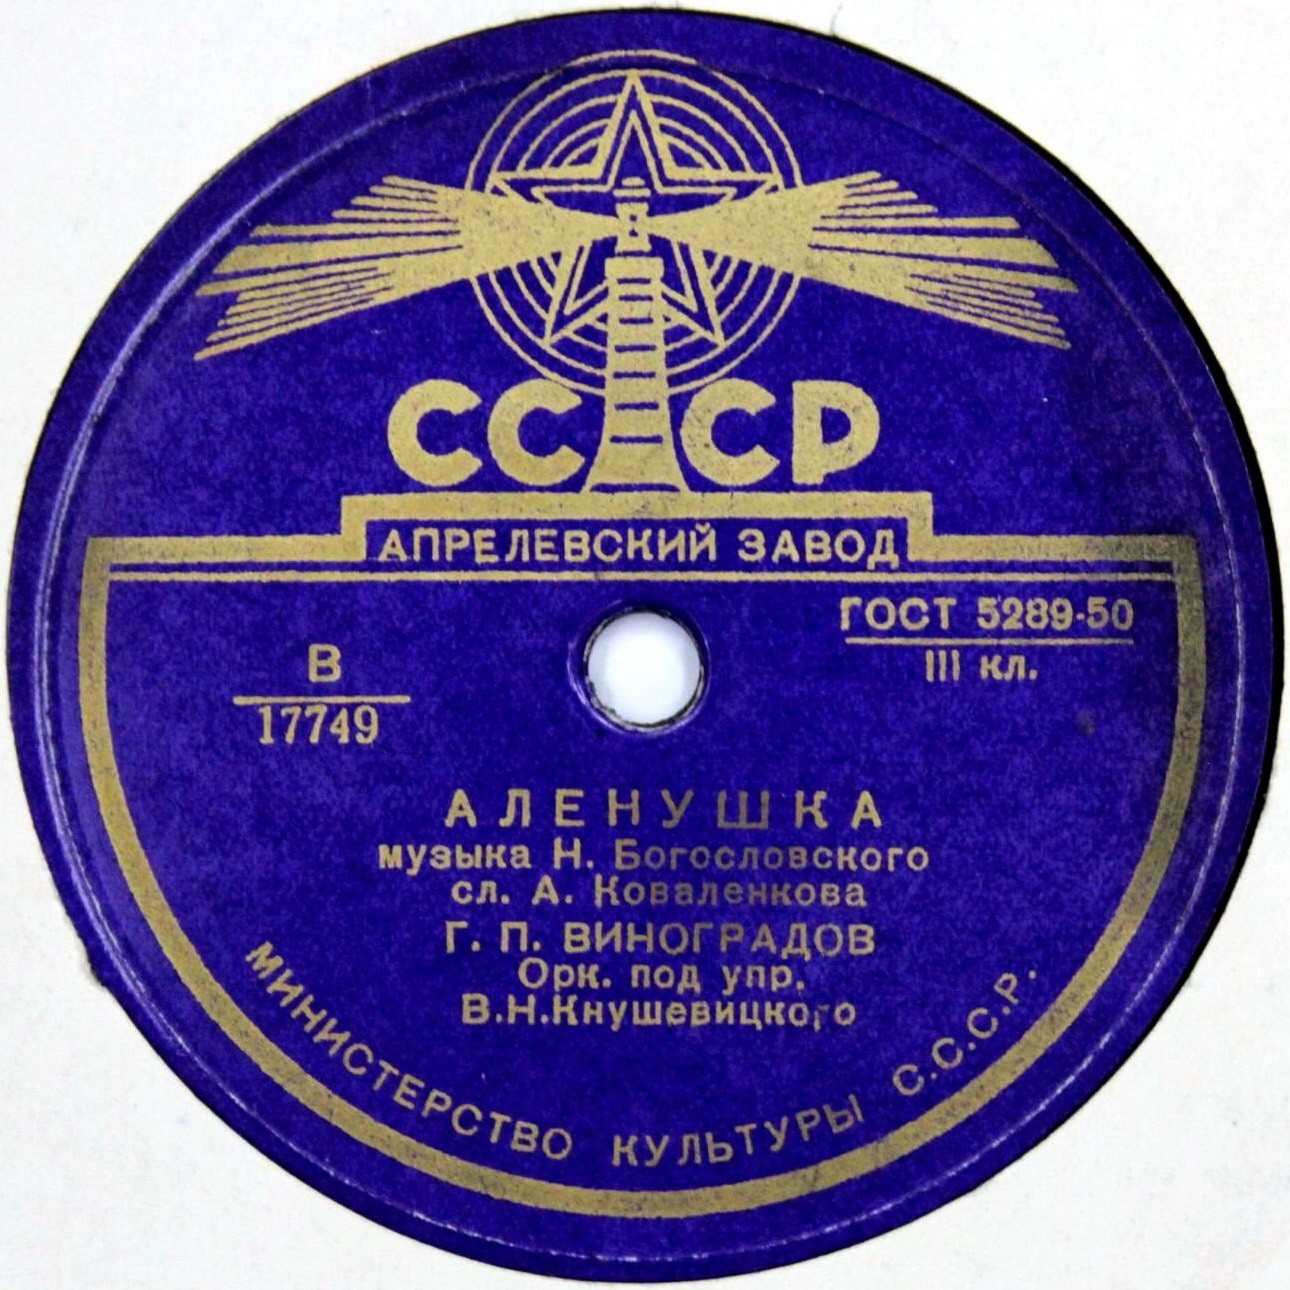 СССР
АПРЕЛЕВСКИЙ ЗАВОД
ГОСТ 5289-50
III кл.
В
17749
АЛЕНУШКА
музыка Н. Богословского
сл. А. Коваленкова
Г. П. ВИНОГРАДОВ
Орк. под упр.
В.Н.Кнушевицкого
МИНИСТЕРСТВО КУЛЬТУРЫ С.С.С.Р.